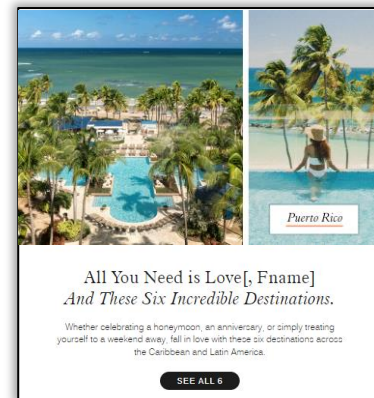 Puerto Rico
All You Need is Love[, Fname]
And These Six Incredible Destinations.
Whether celebrating a honeymoon, an anniversary, or simply treating
yourself to a weekend away, fall in love with these six destinations across
the Caribbean and Latin America.
SEE ALL 6